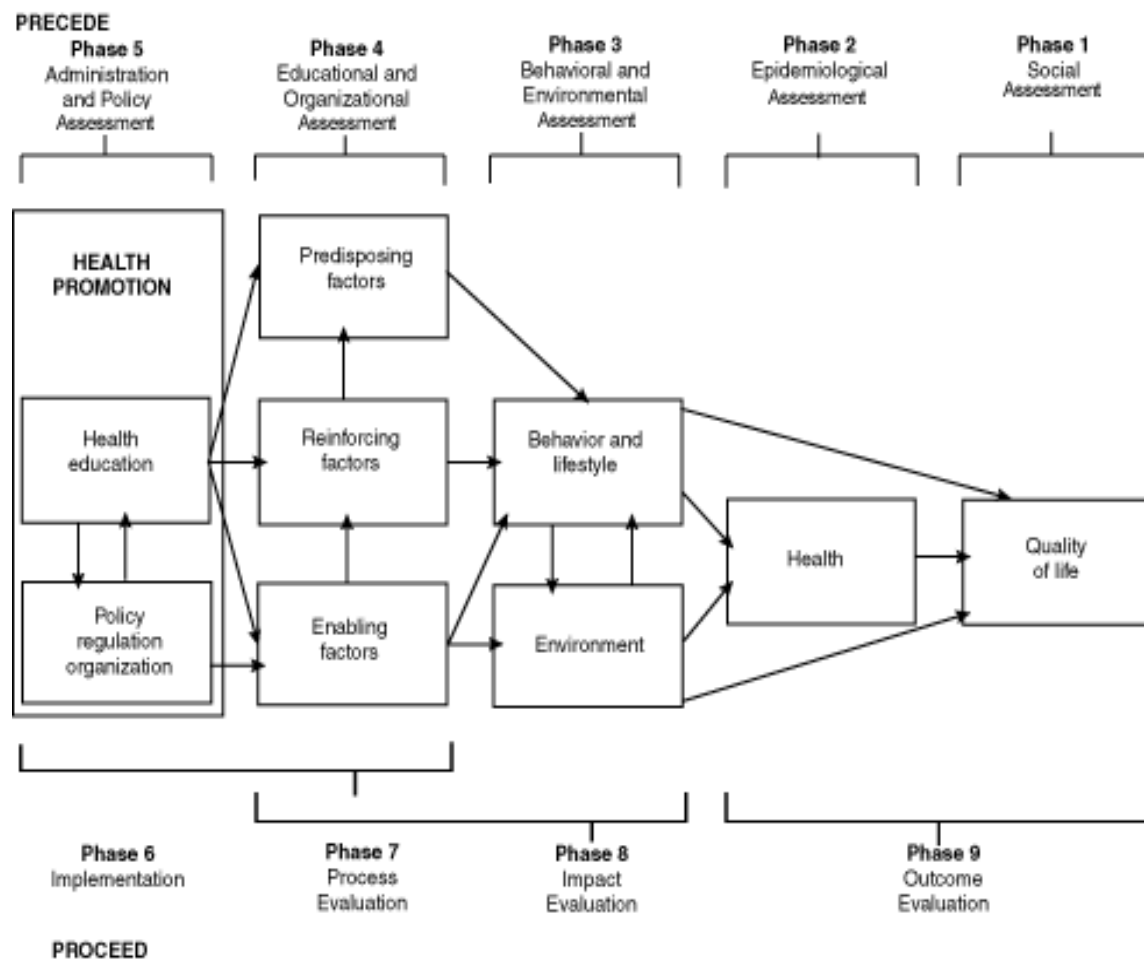 PRECEDE
Phase 5
Administration
and Policy
Assessment
Phase 4
Educational and
Organizational
Assessment
Phase 3
Behavioral and
Environmental
Assessment
Phase 2
Epidemiological
Assessment
Phase 1
Social
Assessment
HEALTH
PROMOTION
Predisposing
factors
Health
education
Reinforcing
factors
Behavior and
lifestyle
Health
Quality
of life
Policy
regulation
organization
Enabling
factors
Environment
Phase 6
Implementation
Phase 7
Process
Evaluation
Phase 8
Impact
Evaluation
Phase 9
Outcome
Evaluation
PROCEED